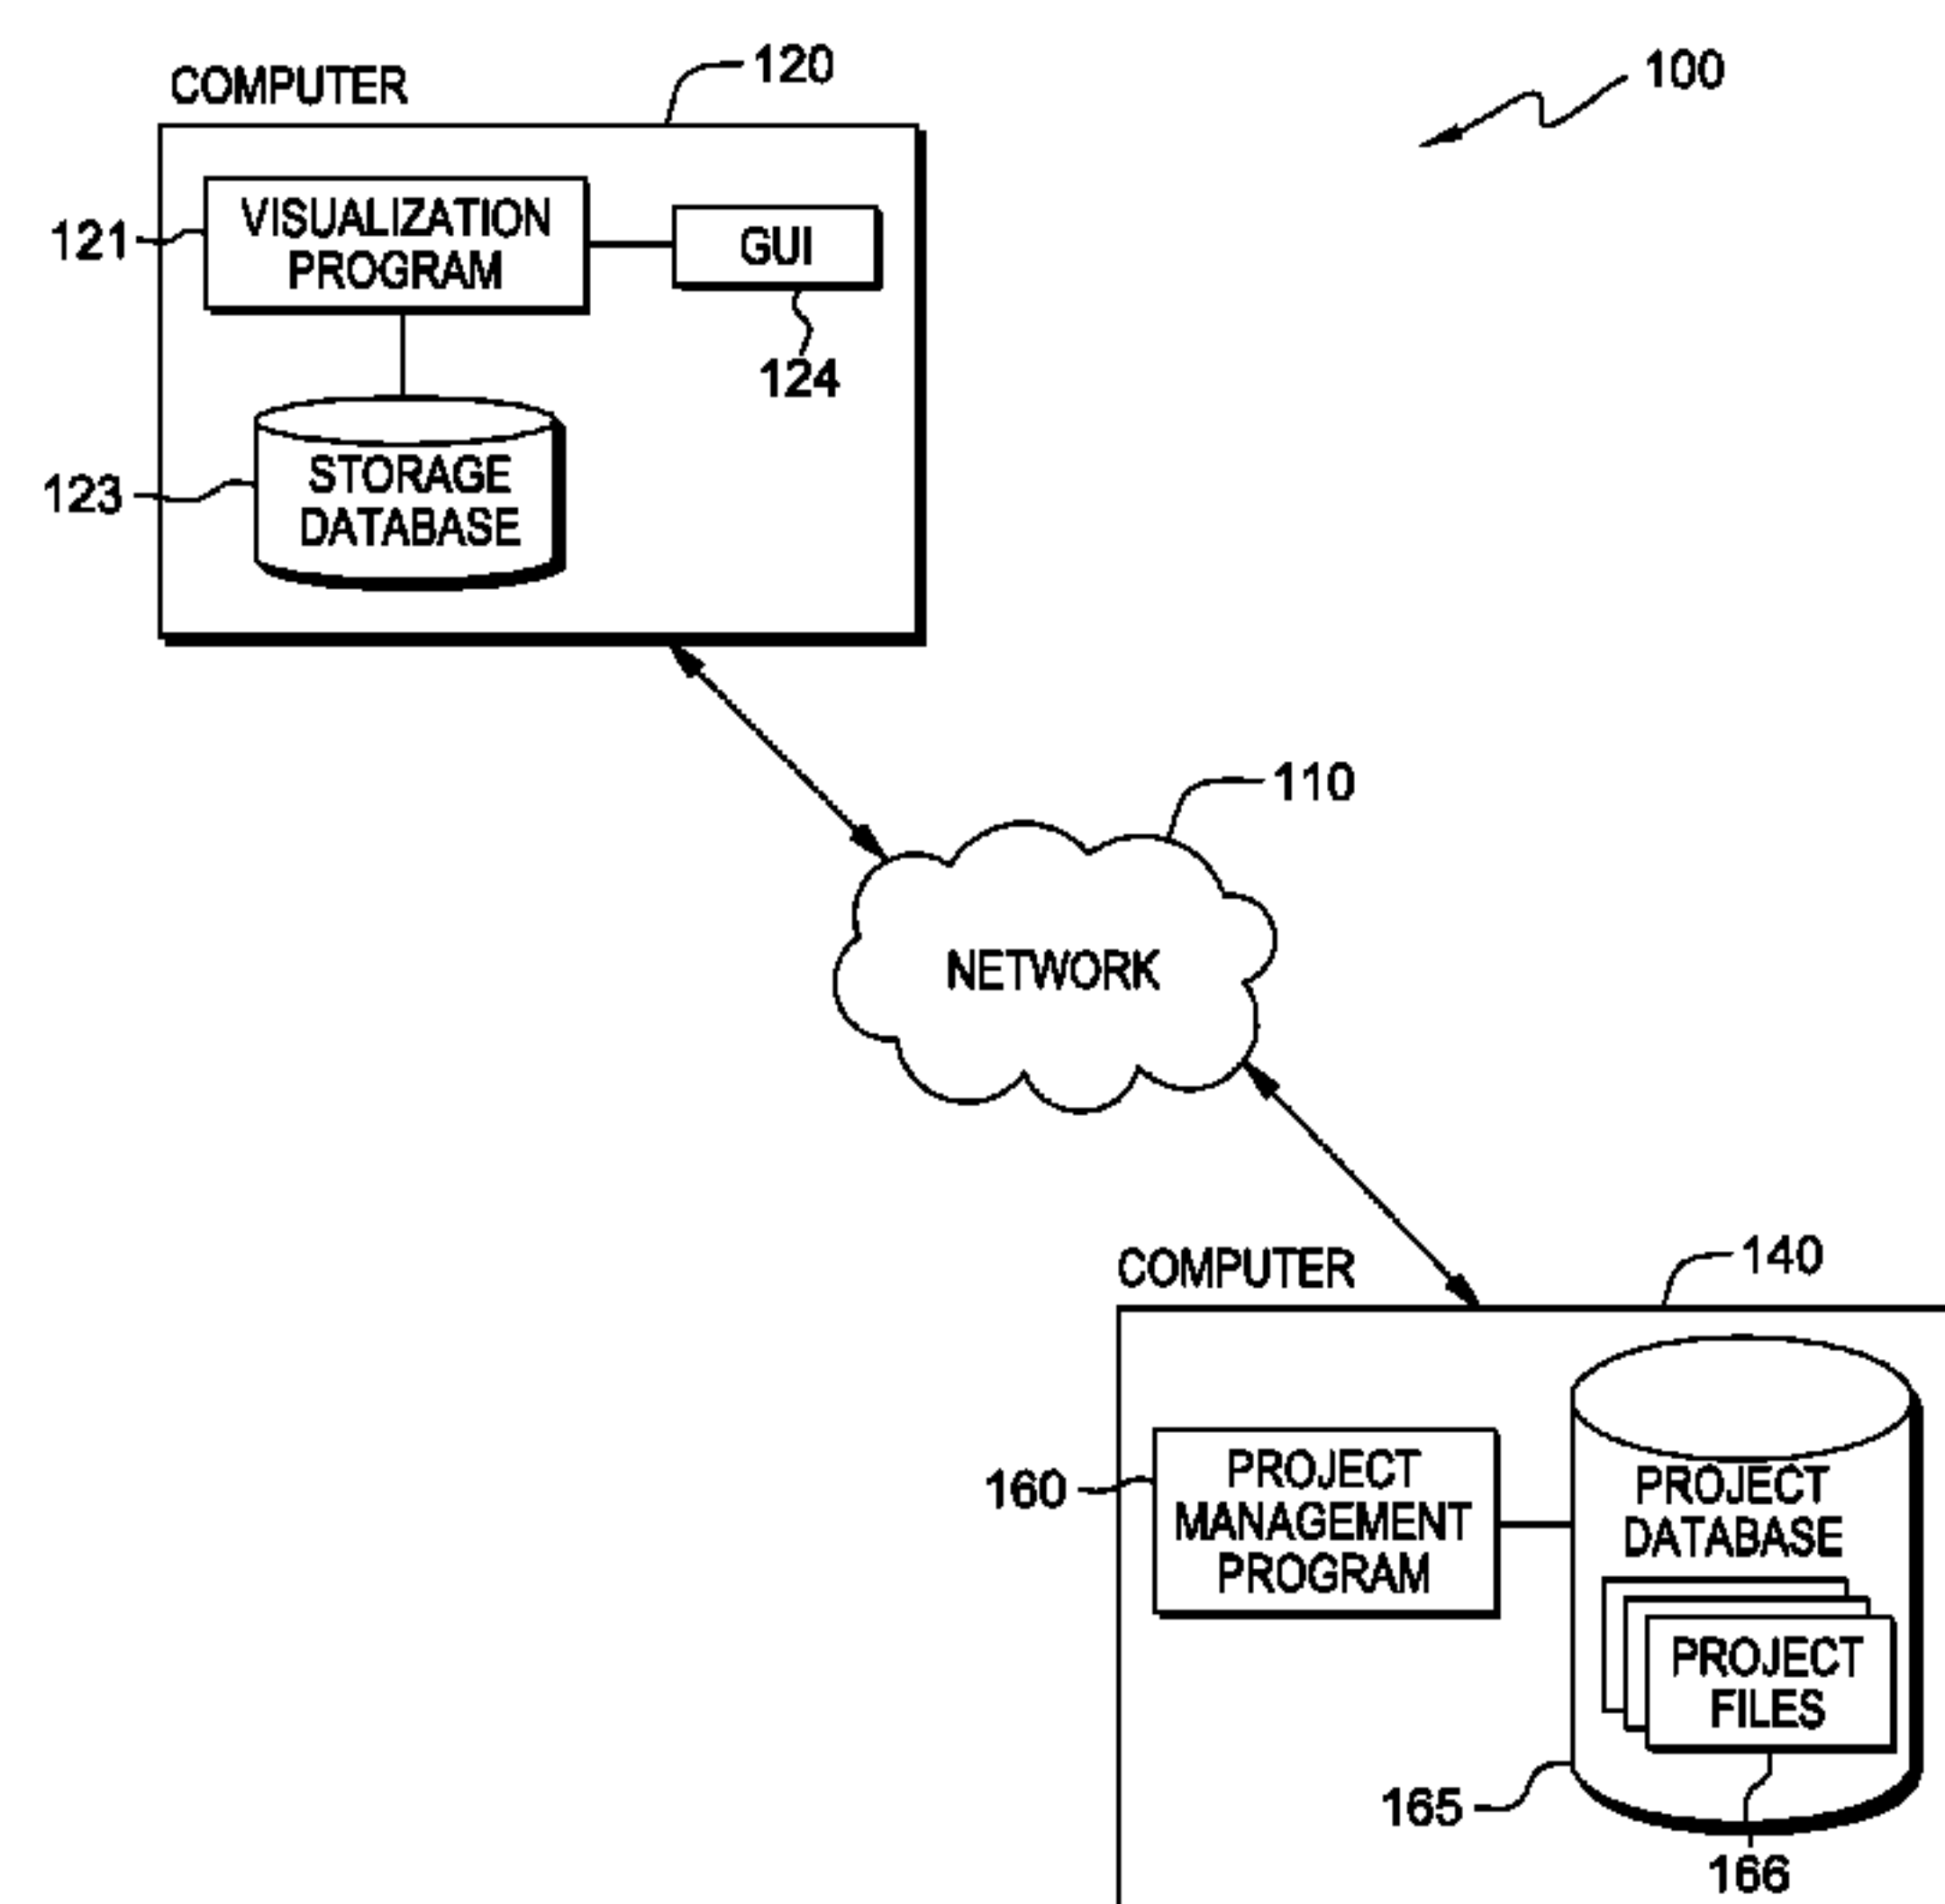 COMPUTER
120
100
121
VISUALIZATION
PROGRAM
GUI
124
123
STORAGE
DATABASE
110
NETWORK
COMPUTER
140
160
PROJECT
MANAGEMENT
PROGRAM
PROJECT
DATABASE
PROJECT
FILES
165
166